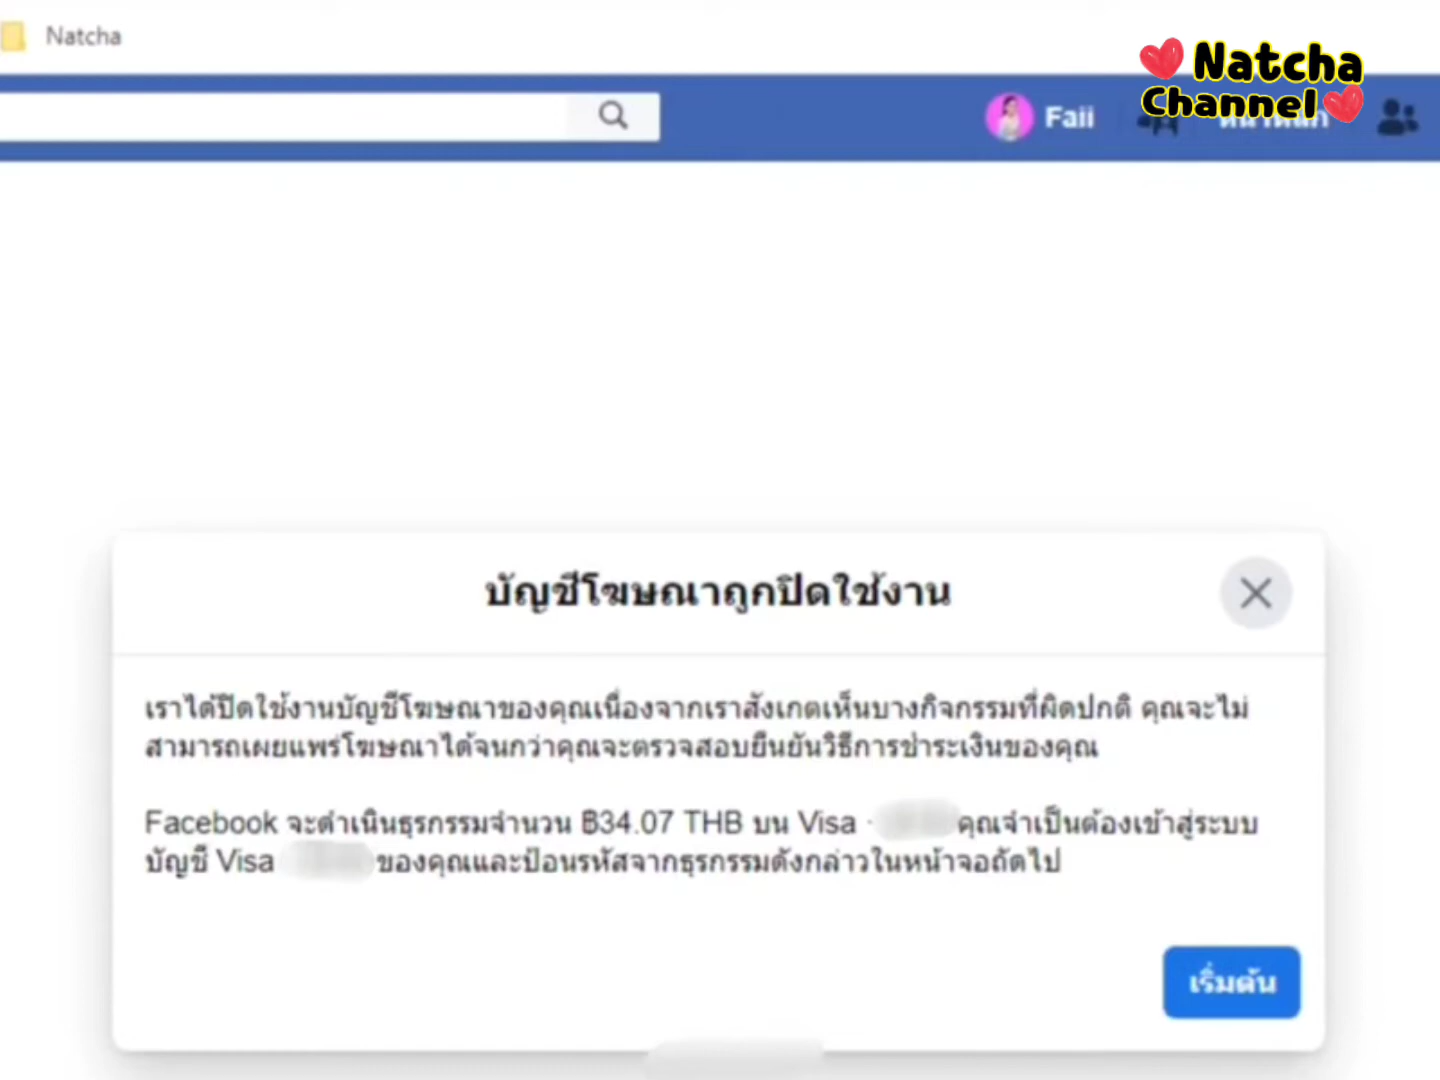 Natcha
Natcha
Channel
Faii
บัญชีโฆษณาถูกปิดใช้งาน
เราได้ปิดใช้งานบัญชีโฆษณาของคุณเนื่องจากเราสังเกตเห็นบางกิจกรรมที่ผิดปกติ คุณจะไม่
สามารถเผยแพร่โฆษณาได้จนกว่าคุณจะตรวจสอบยืนยันวิธีการชำระเงินของคุณ
Facebook จะดำเนินธุรกรรมจำนวน ฿34.07 THB บน Visa · คุณจำเป็นต้องเข้าสู่ระบบ
บัญชี Visa ของคุณและป้อนรหัสจากธุรกรรมดังกล่าวในหน้าจอถัดไป
เริ่มต้น